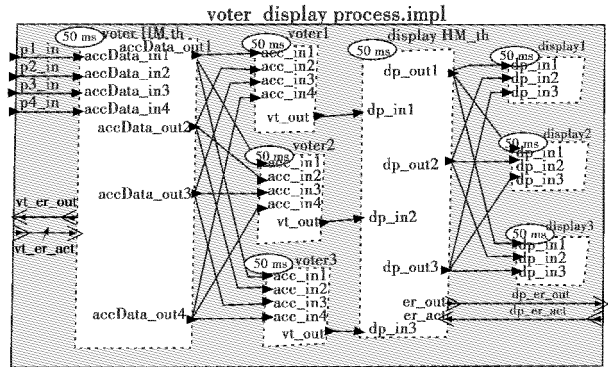 voter display process.impl
50 ms
voter HM_th
p1_in
p2_in
p3_in
p4_in
accData_in1
accData_in2
accData_in3
accData_in4
accData_out1
accData_out2
accData_out3
accData_out4
vt_er_out
vt_er_act
voter1
50 ms
acc_in1
acc_in2
acc_in3
acc_in4
vt_out
voter2
50 ms
acc_in1
acc_in2
acc_in3
acc_in4
vt_out
voter3
50 ms
acc_in1
acc_in2
acc_in3
acc_in4
vt_out
display HM_th
50 ms
dp_in1
dp_in2
dp_in3
dp_out1
dp_out2
dp_out3
er_out
er_act
display1
50 ms
dp_in1
dp_in2
dp_in3
display2
50 ms
dp_in1
dp_in2
dp_in3
display3
50 ms
dp_in1
dp_in2
dp_in3
dp_er_out
dp_er_act